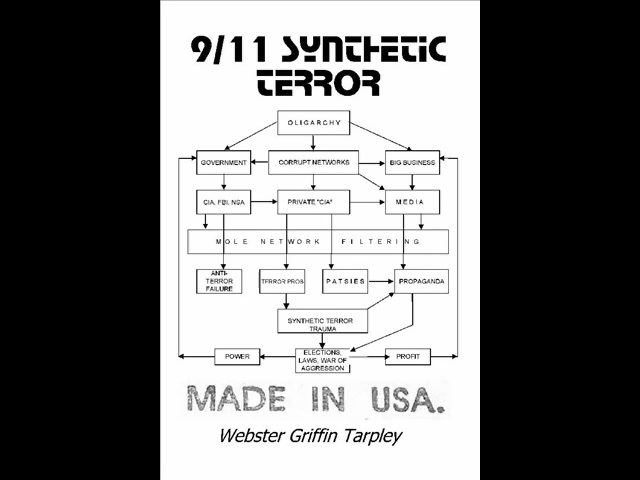 9/11 SYNTHETIC
TERROR
OLIGARCHY
GOVERNMENT
CORRUPT NETWORKS
BIG BUSINESS
CIA, FBI, NSA
PRIVATE "CIA"
MEDIA
MOLE NETWORK FILTERING
ANTI-
TERROR
FAILURE
TERROR PROS
PATSIES
PROPAGANDA
SYNTHETIC TERROR
TRAUMA
POWER
ELECTIONS,
LAWS, WAR OF
AGGRESSION
PROFIT
MADE IN USA.
Webster Griffin Tarpley